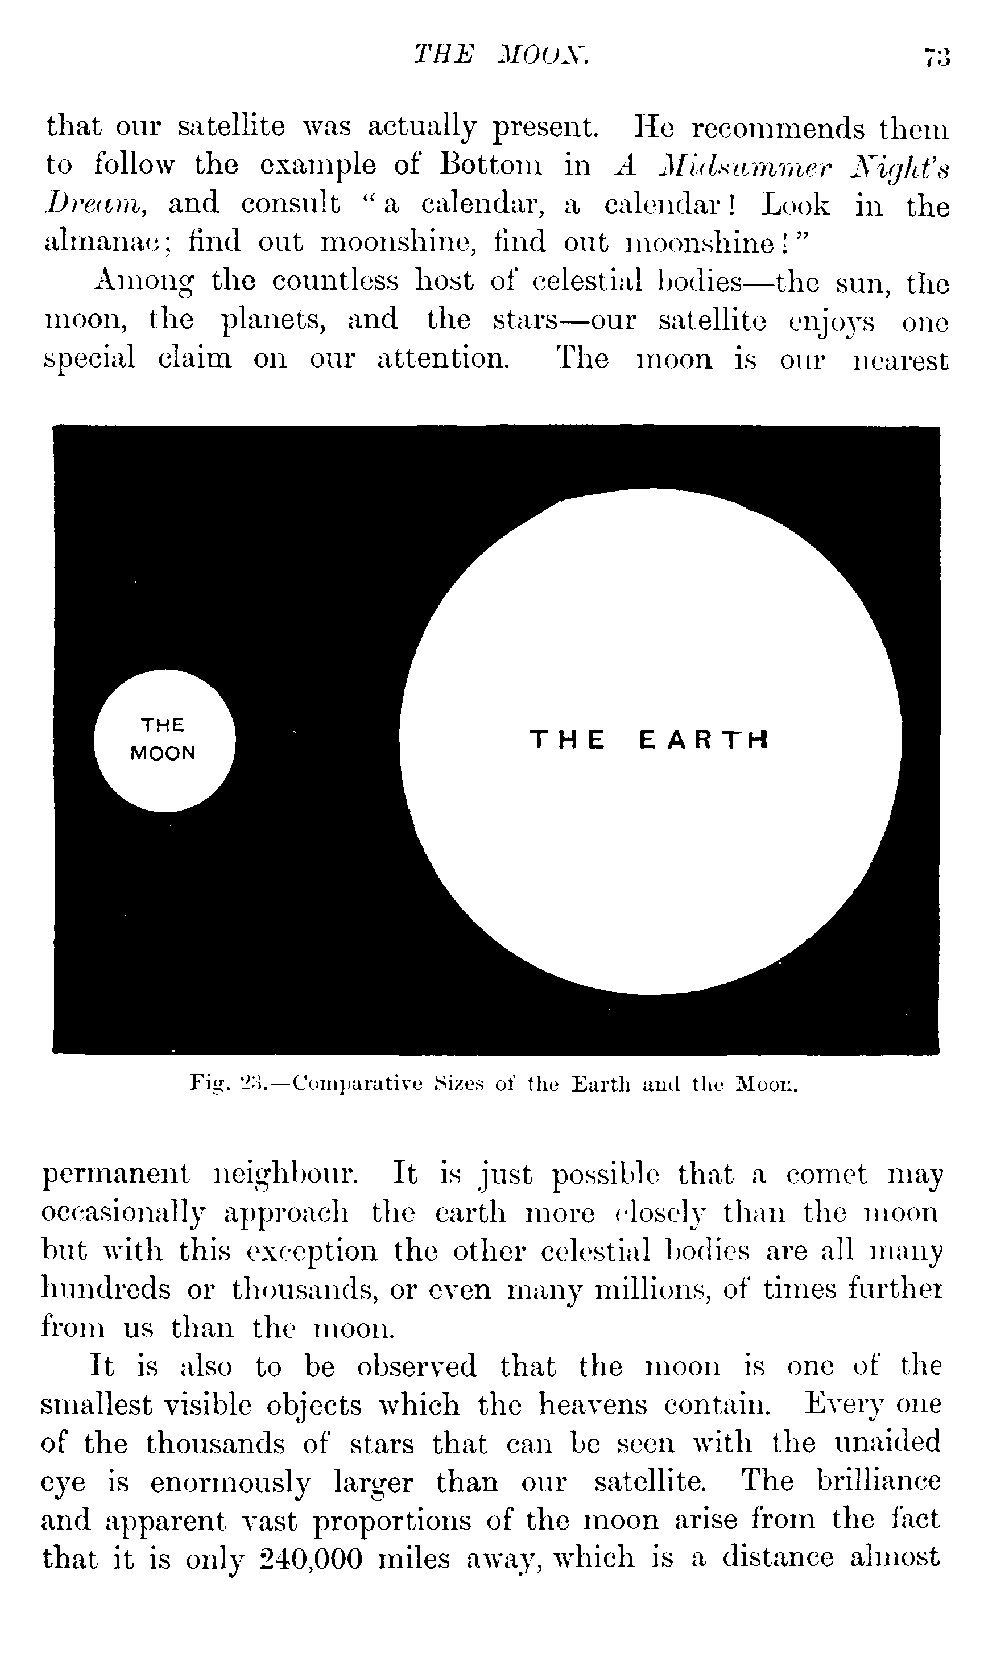 THE MOON. 73
that our satellite was actually present. He recommends them
to follow the example of Bottom in A Midsummer Night's
Dream, and consult "a calendar, a calendar! Look in the
almanac; find out moonshine, find out moonshine!"
Among the countless host of celestial bodies—the sun, the
moon, the planets, and the stars—our satellite enjoys one
special claim on our attention. The moon is our nearest
THE
MOON
THE EARTH
Fig. 23.—Comparative Sizes of the Earth and the Moon.
permanent neighbour. It is just possible that a comet may
occasionally approach the earth more closely than the moon
but with this exception the other celestial bodies are all many
hundreds or thousands, or even many millions, of times further
from us than the moon.
It is also to be observed that the moon is one of the
smallest visible objects which the heavens contain. Every one
of the thousands of stars that can be seen with the unaided
eye is enormously larger than our satellite. The brilliance
and apparent vast proportions of the moon arise from the fact
that it is only 240,000 miles away, which is a distance almost